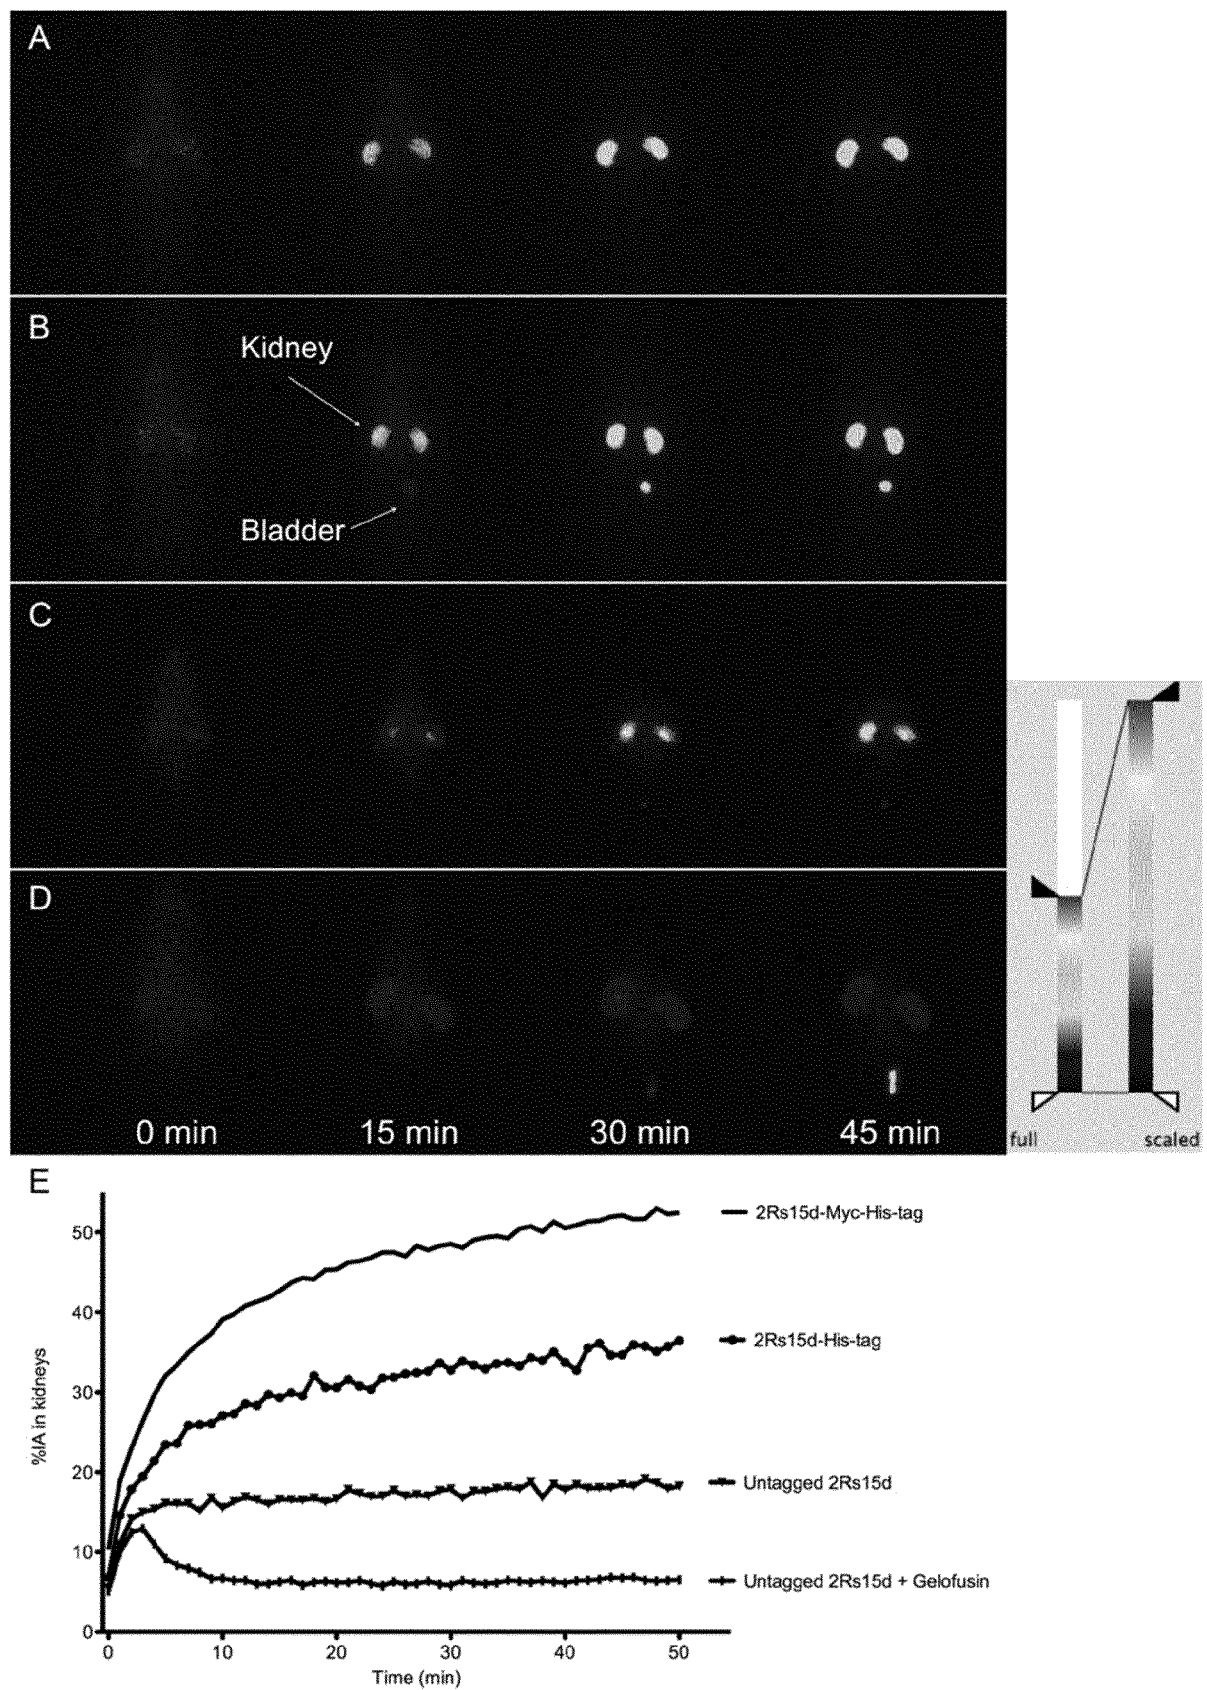 A
B
Kidney
Bladder
C
D
0 min 15 min 30 min 45 min
full scaled
E
50
40
30
20
10
0
%IA in kidneys
0 10 20 30 40 50
Time (min)
2Rs15d-Myc-His-tag
2Rs15d-His-tag
Untagged 2Rs15d
Untagged 2Rs15d + Gelofusin